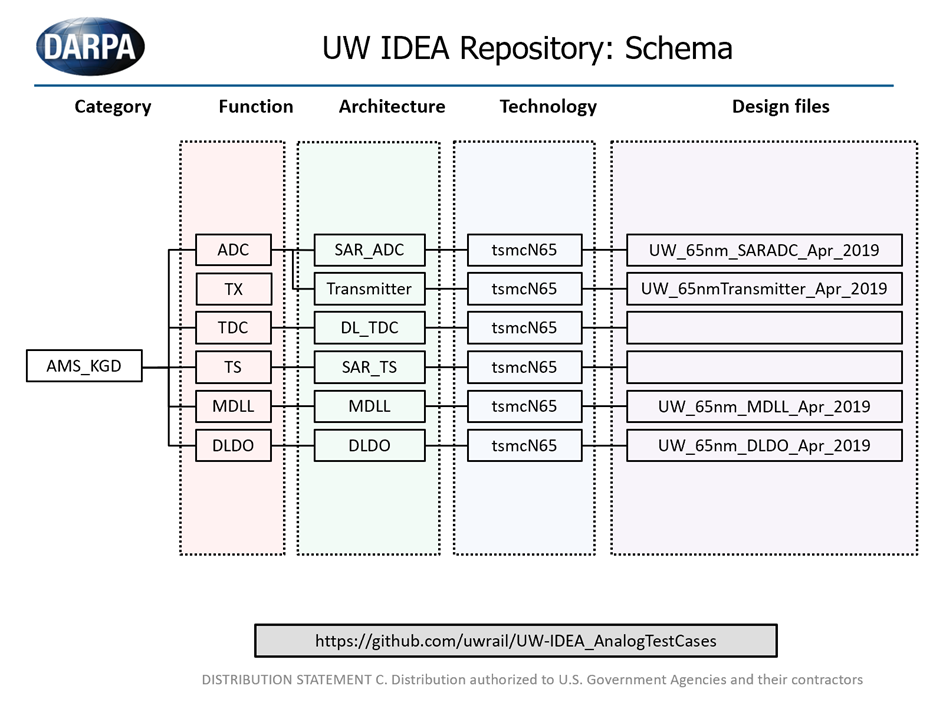 DARPA
UW IDEA Repository: Schema
Category Function Architecture Technology Design files
ADC SAR_ADC tsmcN65 UW_65nm_SARADC_Apr_2019
TX Transmitter tsmcN65 UW_65nmTransmitter_Apr_2019
TDC DL_TDC tsmcN65
AMS_KGD TS SAR_TS tsmcN65
MDLL MDLL tsmcN65 UW_65nm_MDLL_Apr_2019
DLDO DLDO tsmcN65 UW_65nm_DLDO_Apr_2019
https://github.com/uwrail/UW-IDEA_AnalogTestCases
DISTRIBUTION STATEMENT C. Distribution authorized to U.S. Government Agencies and their contractors